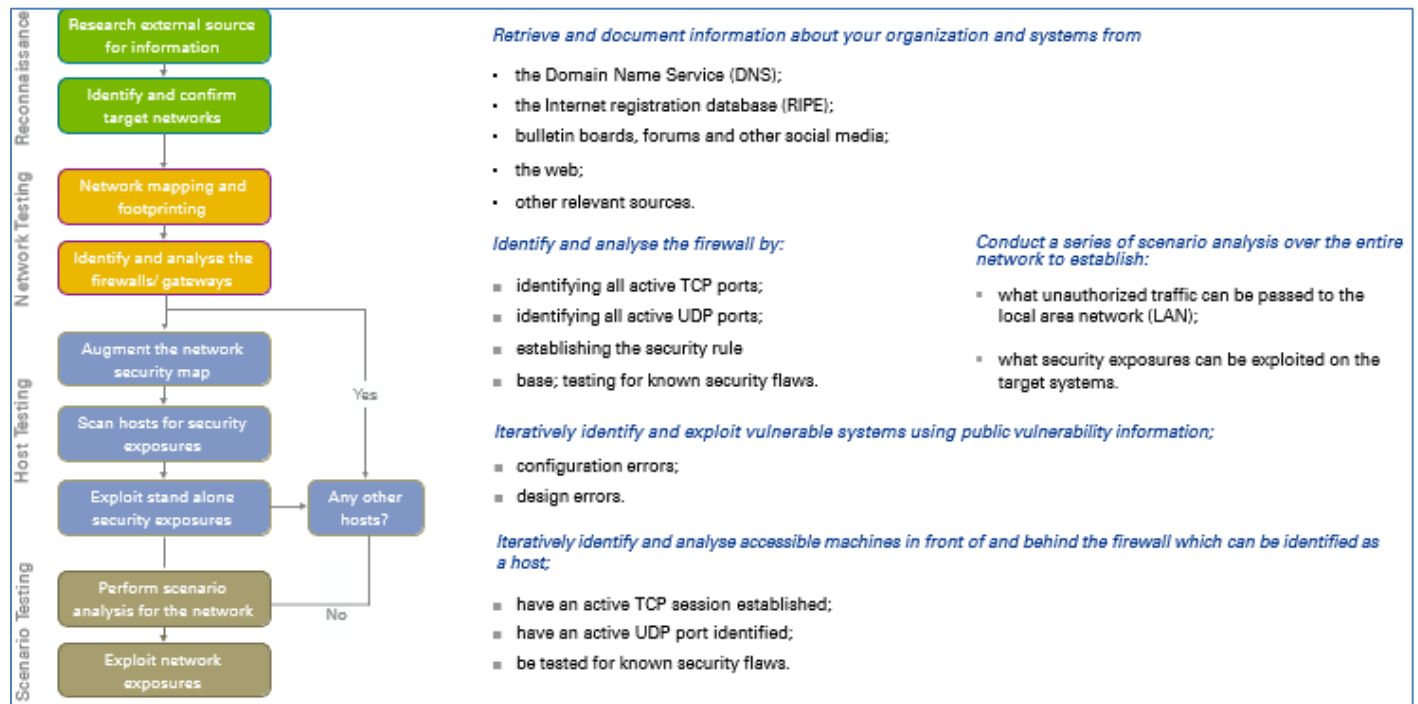 Reconnaissance
Research external source
for information
Identify and confirm
target networks
Network Testing
Network mapping and
footprinting
Identify and analyse the
firewalls/ gateways
Host Testing
Augment the network
security map
Scan hosts for security
exposures
Exploit stand alone
security exposures
Any other
hosts?
Yes
No
Scenario Testing
Perform scenario
analysis for the network
Exploit network
exposures
Retrieve and document information about your organization and systems from
• the Domain Name Service (DNS);
• the Internet registration database (RIPE);
• bulletin boards, forums and other social media;
• the web;
• other relevant sources.
Identify and analyse the firewall by:
■ identifying all active TCP ports;
■ identifying all active UDP ports;
■ establishing the security rule
■ base; testing for known security flaws.
Conduct a series of scenario analysis over the entire
network to establish:
■ what unauthorized traffic can be passed to the
local area network (LAN);
■ what security exposures can be exploited on the
target systems.
Iteratively identify and exploit vulnerable systems using public vulnerability information;
■ configuration errors;
■ design errors.
Iteratively identify and analyse accessible machines in front of and behind the firewall which can be identified as
a host;
■ have an active TCP session established;
■ have an active UDP port identified;
■ be tested for known security flaws.